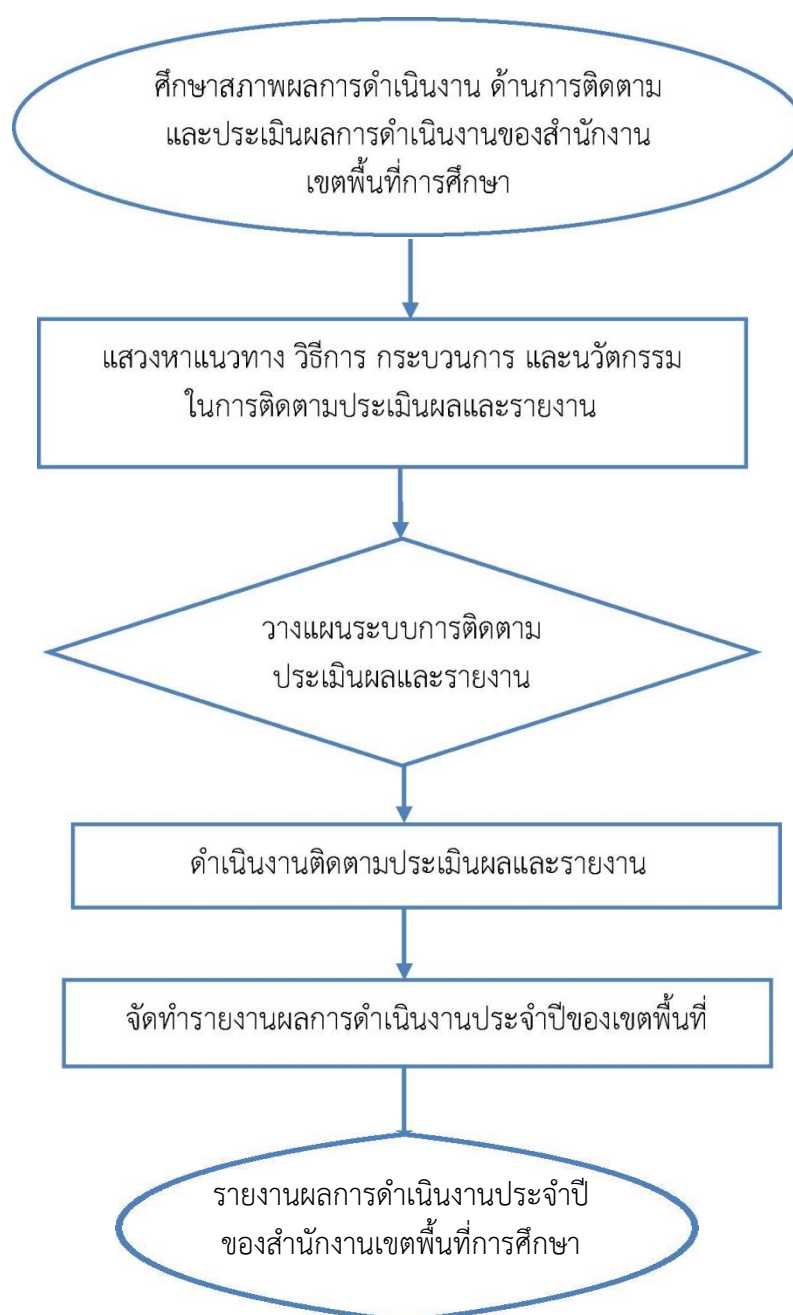 ศึกษาสภาพผลการดำเนินงาน ด้านการติดตาม
และประเมินผลการดำเนินงานของสำนักงาน
เขตพื้นที่การศึกษา
แสวงหาแนวทาง วิธีการ กระบวนการ และนวัตกรรม
ในการติดตามประเมินผลและรายงาน
วางแผนระบบการติดตาม
ประเมินผลและรายงาน
ดำเนินงานติดตามประเมินผลและรายงาน
จัดทำรายงานผลการดำเนินงานประจำปีของเขตพื้นที่
รายงานผลการดำเนินงานประจำปี
ของสำนักงานเขตพื้นที่การศึกษา